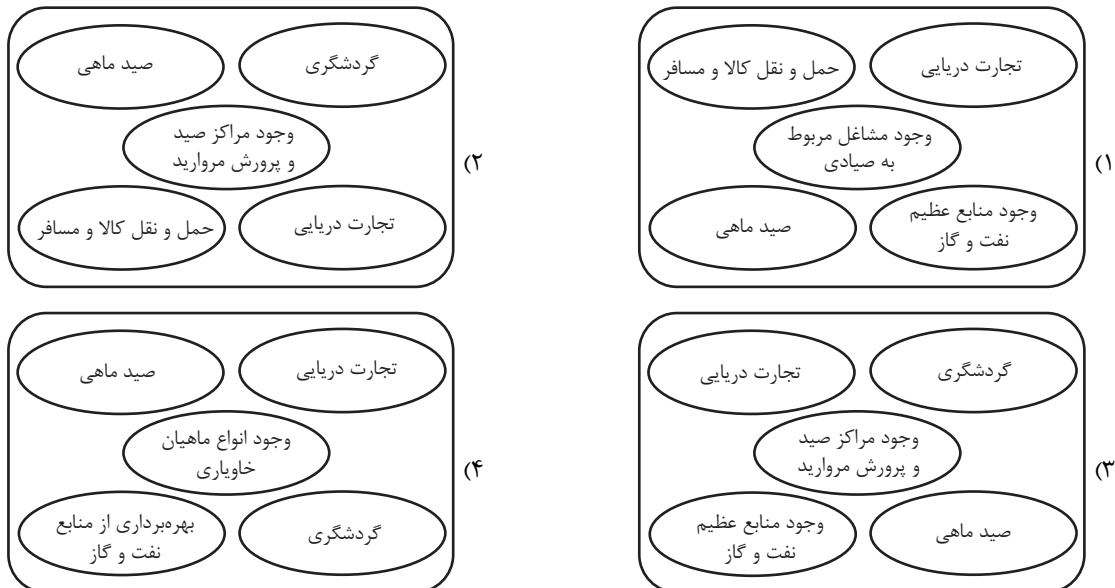 ۱)
تجارت دریایی
حمل و نقل کالا و مسافر
وجود مشاغل مربوط
به صیادی
وجود منابع عظیم
نفت و گاز
صید ماهی
۲)
گردشگری
صید ماهی
وجود مراکز صید
و پرورش مروارید
تجارت دریایی
حمل و نقل کالا و مسافر
۳)
گردشگری
تجارت دریایی
وجود مراکز صید
و پرورش مروارید
صید ماهی
وجود منابع عظیم
نفت و گاز
۴)
تجارت دریایی
صید ماهی
وجود انواع ماهیان
خاویاری
گردشگری
بهره‌برداری از منابع
نفت و گاز